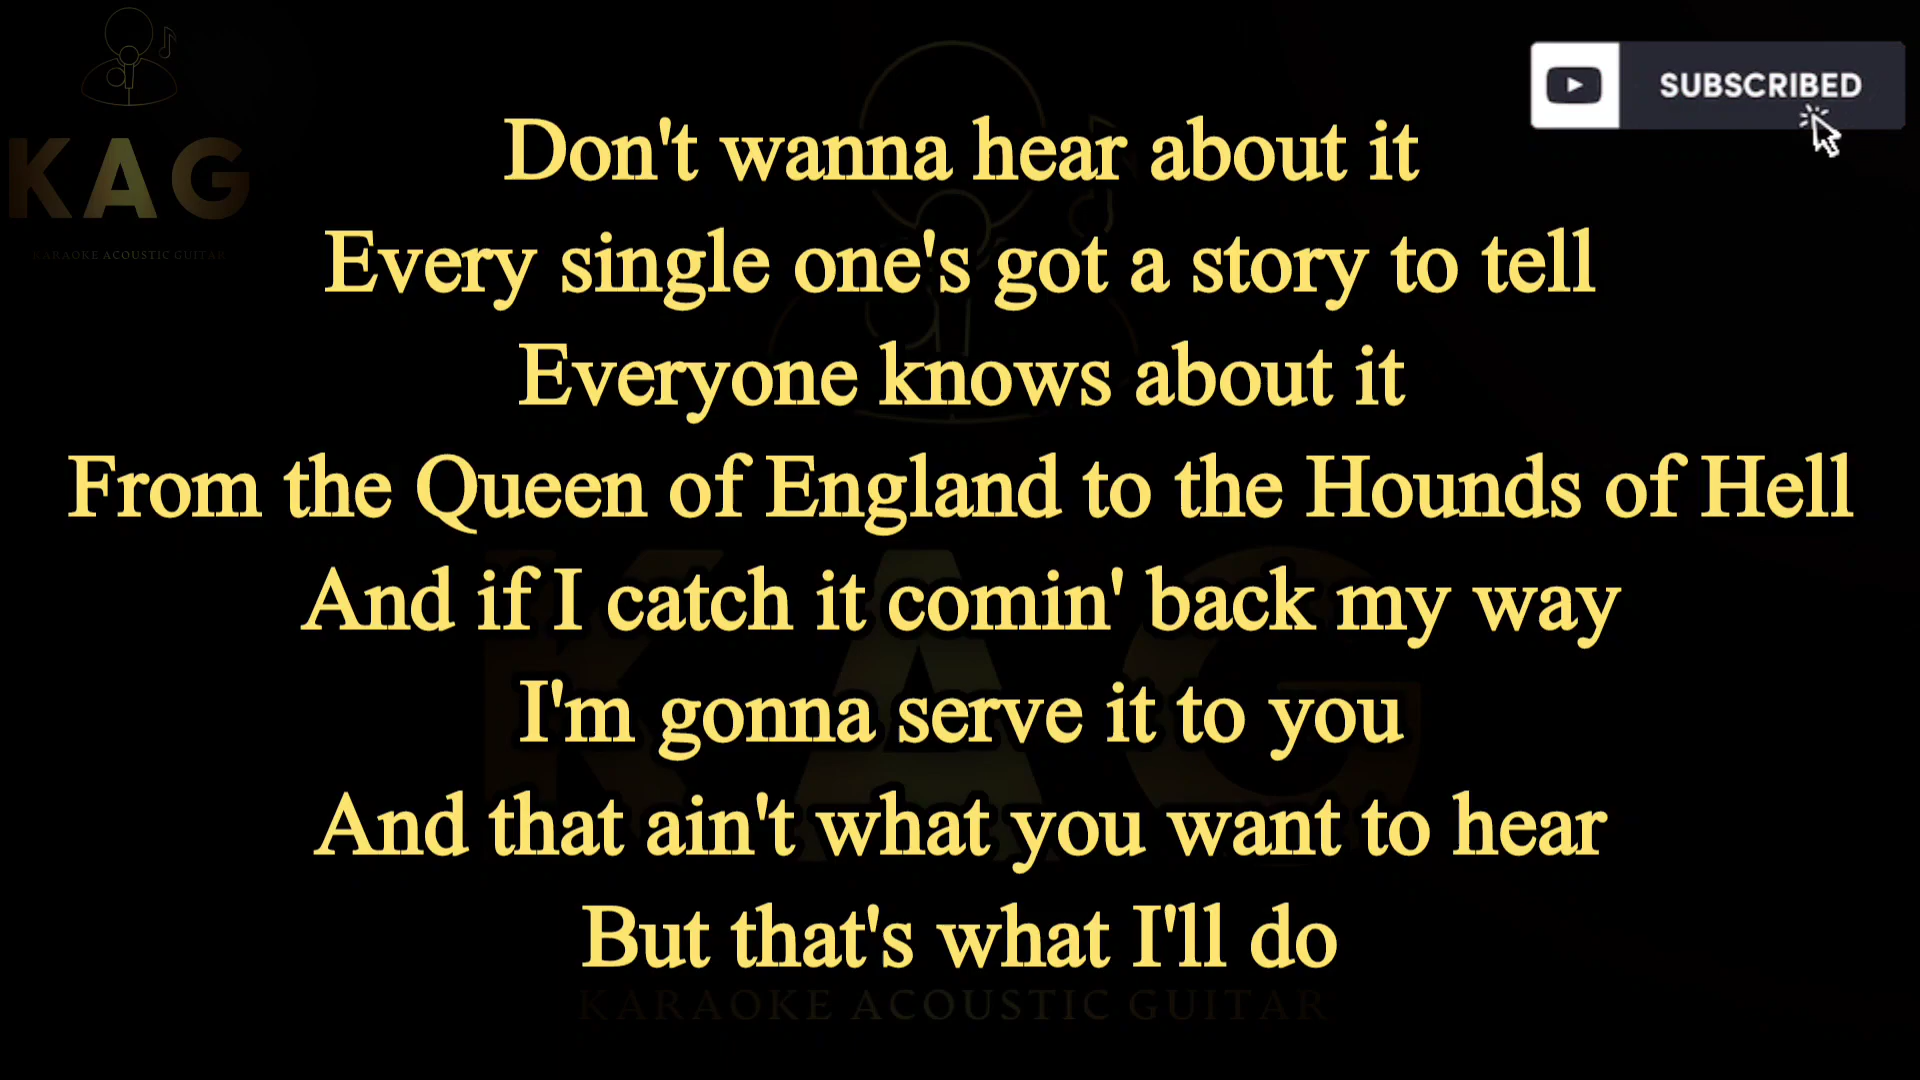 KAG
KARAOKE ACOUSTIC GUITAR
SUBSCRIBED
Don't wanna hear about it
Every single one's got a story to tell
Everyone knows about it
From the Queen of England to the Hounds of Hell
And if I catch it comin' back my way
I'm gonna serve it to you
And that ain't what you want to hear
But that's what I'll do
KAG
KARAOKE ACOUSTIC GUITAR